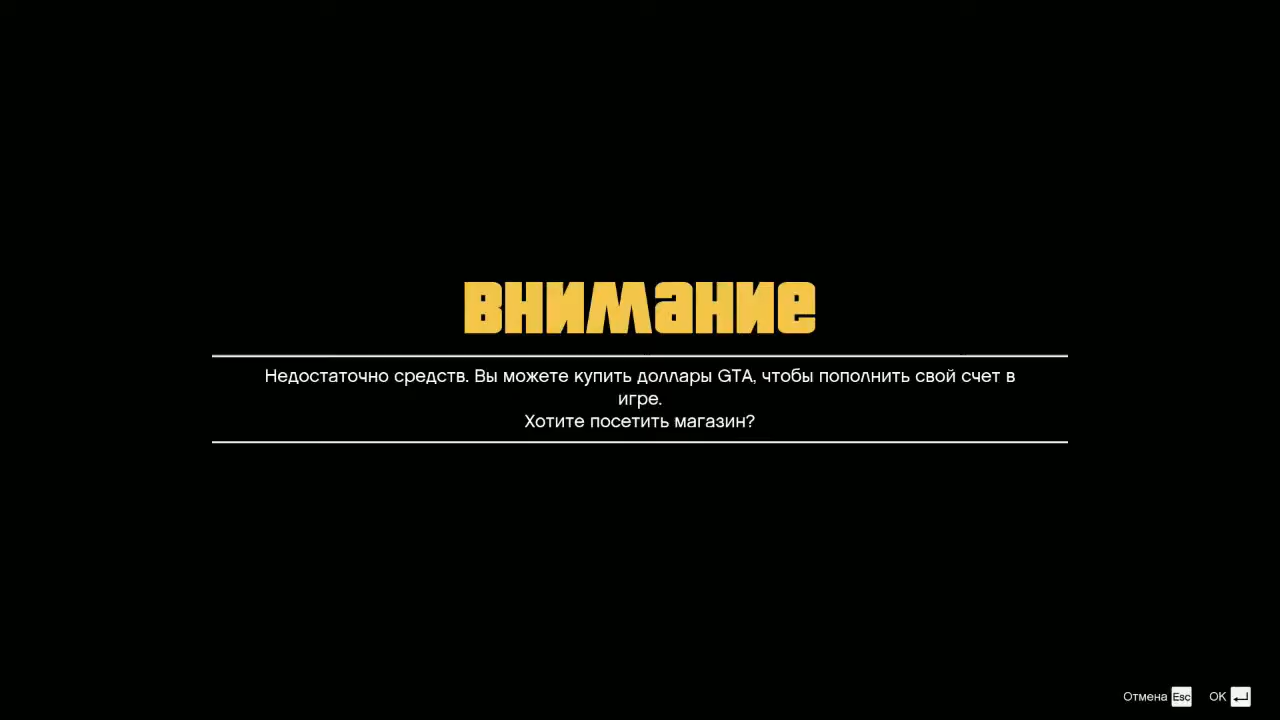 внимание
Недостаточно средств. Вы можете купить доллары GTA, чтобы пополнить свой счет в
игре.
Хотите посетить магазин?
Отмена Esc OK